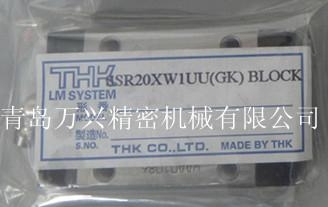 THK SSR20XW1UU(GK) BLOCK
LM SYSTEM
青岛万兴精密机械有限公司
製造No.
S.NO.
THK CO.,LTD. MADE BY THK